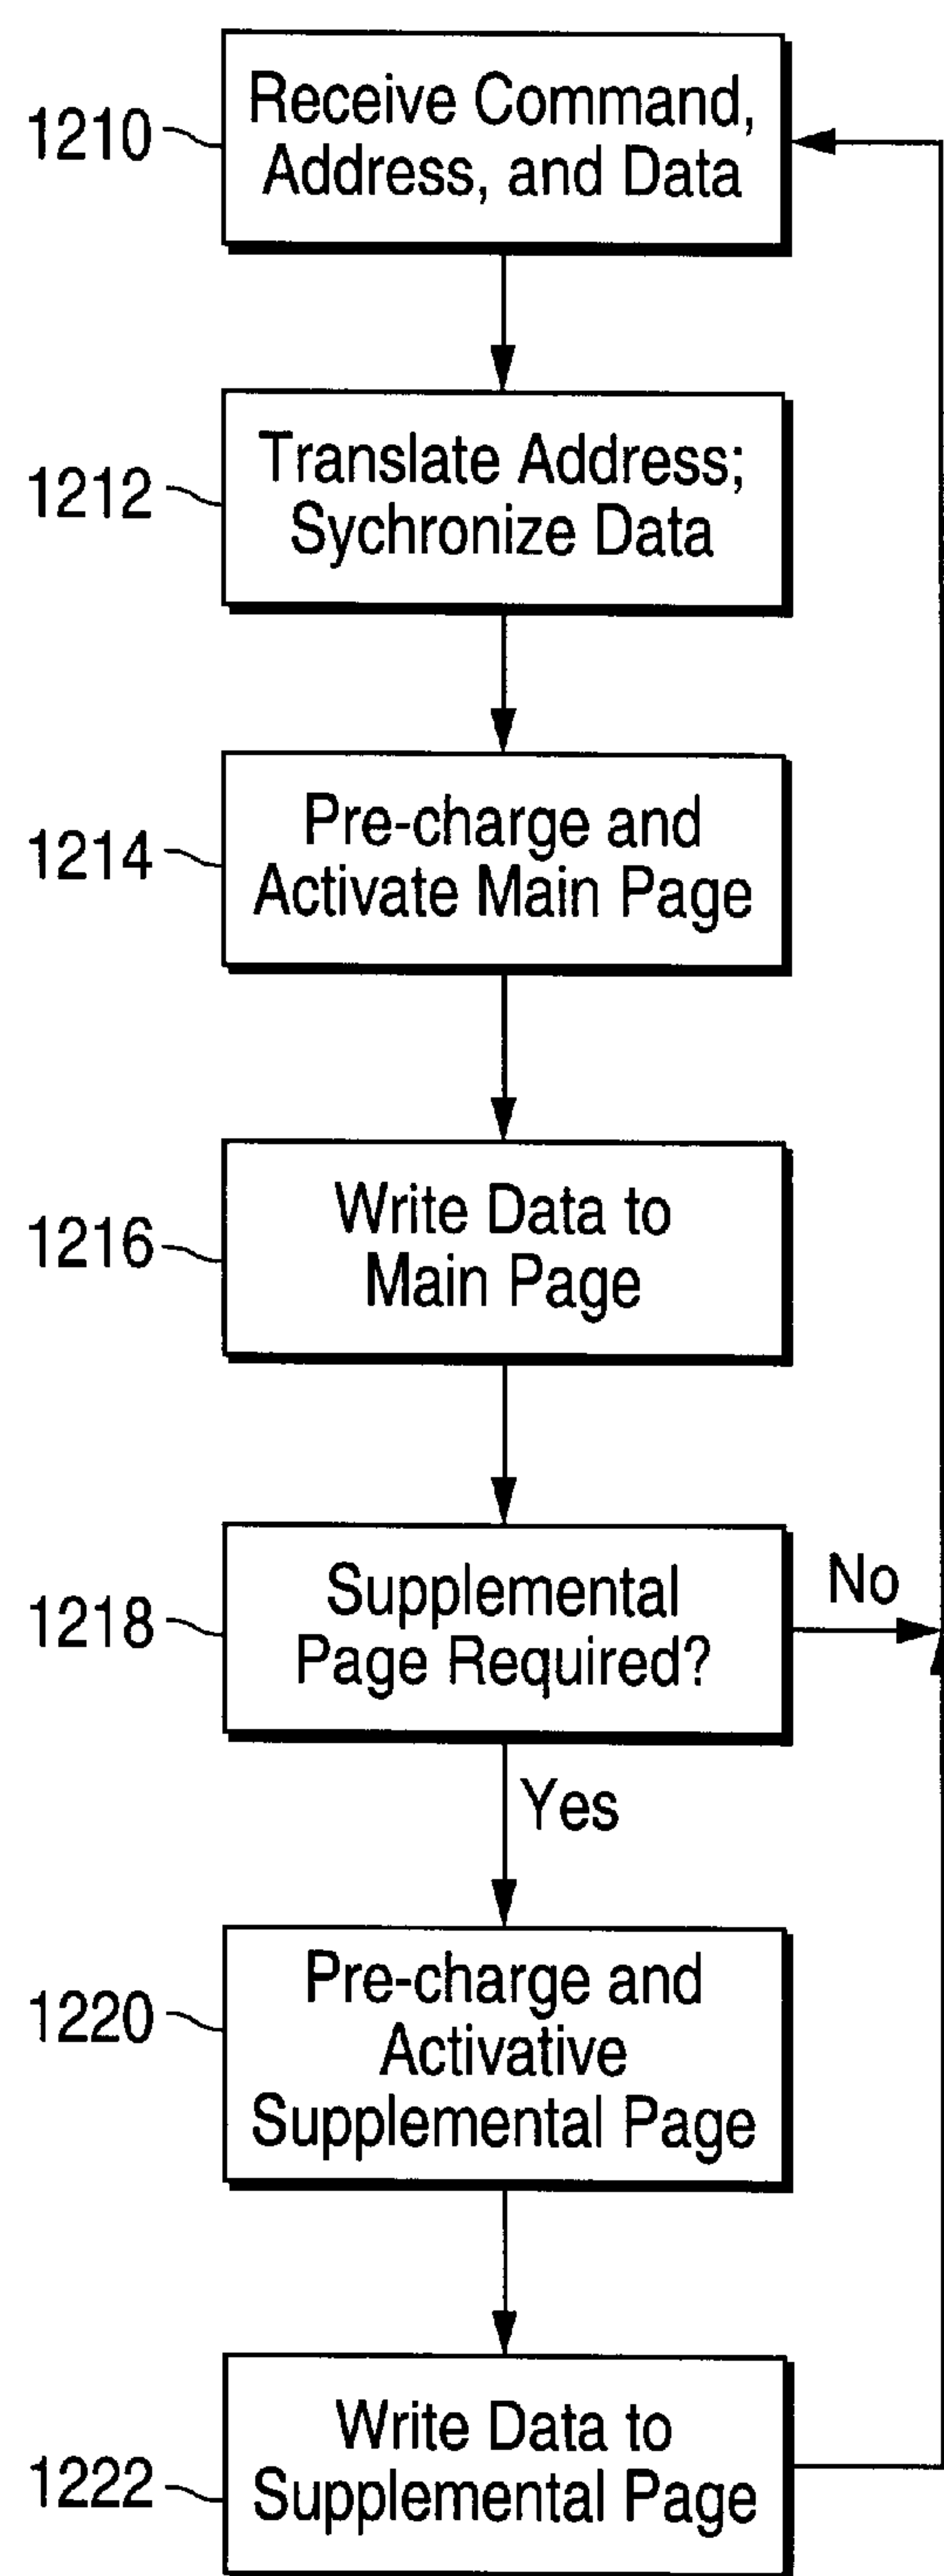 1210
Receive Command,
Address, and Data
1212
Translate Address;
Sychronize Data
1214
Pre-charge and
Activate Main Page
1216
Write Data to
Main Page
1218
Supplemental
Page Required?
No
Yes
1220
Pre-charge and
Activative
Supplemental Page
1222
Write Data to
Supplemental Page